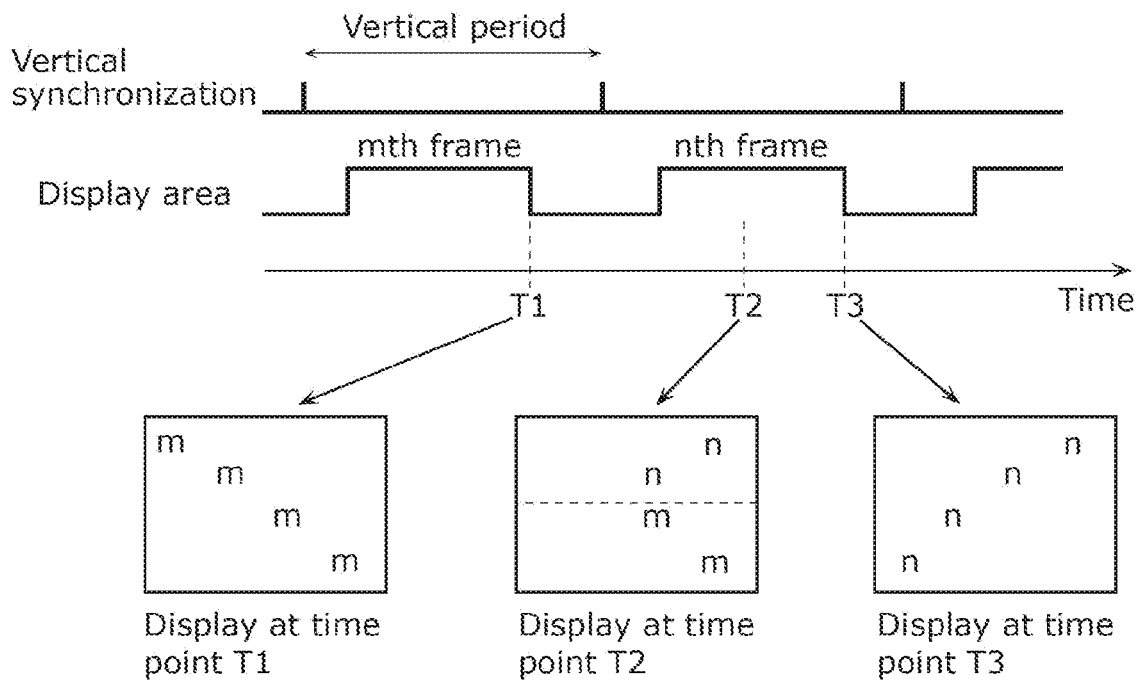 Vertical period
Vertical
synchronization
mth frame
nth frame
Display area
T1
T2
T3
Time
m
m
m
m
n
n
m
m
n
n
n
n
Display at time
point T1
Display at time
point T2
Display at time
point T3